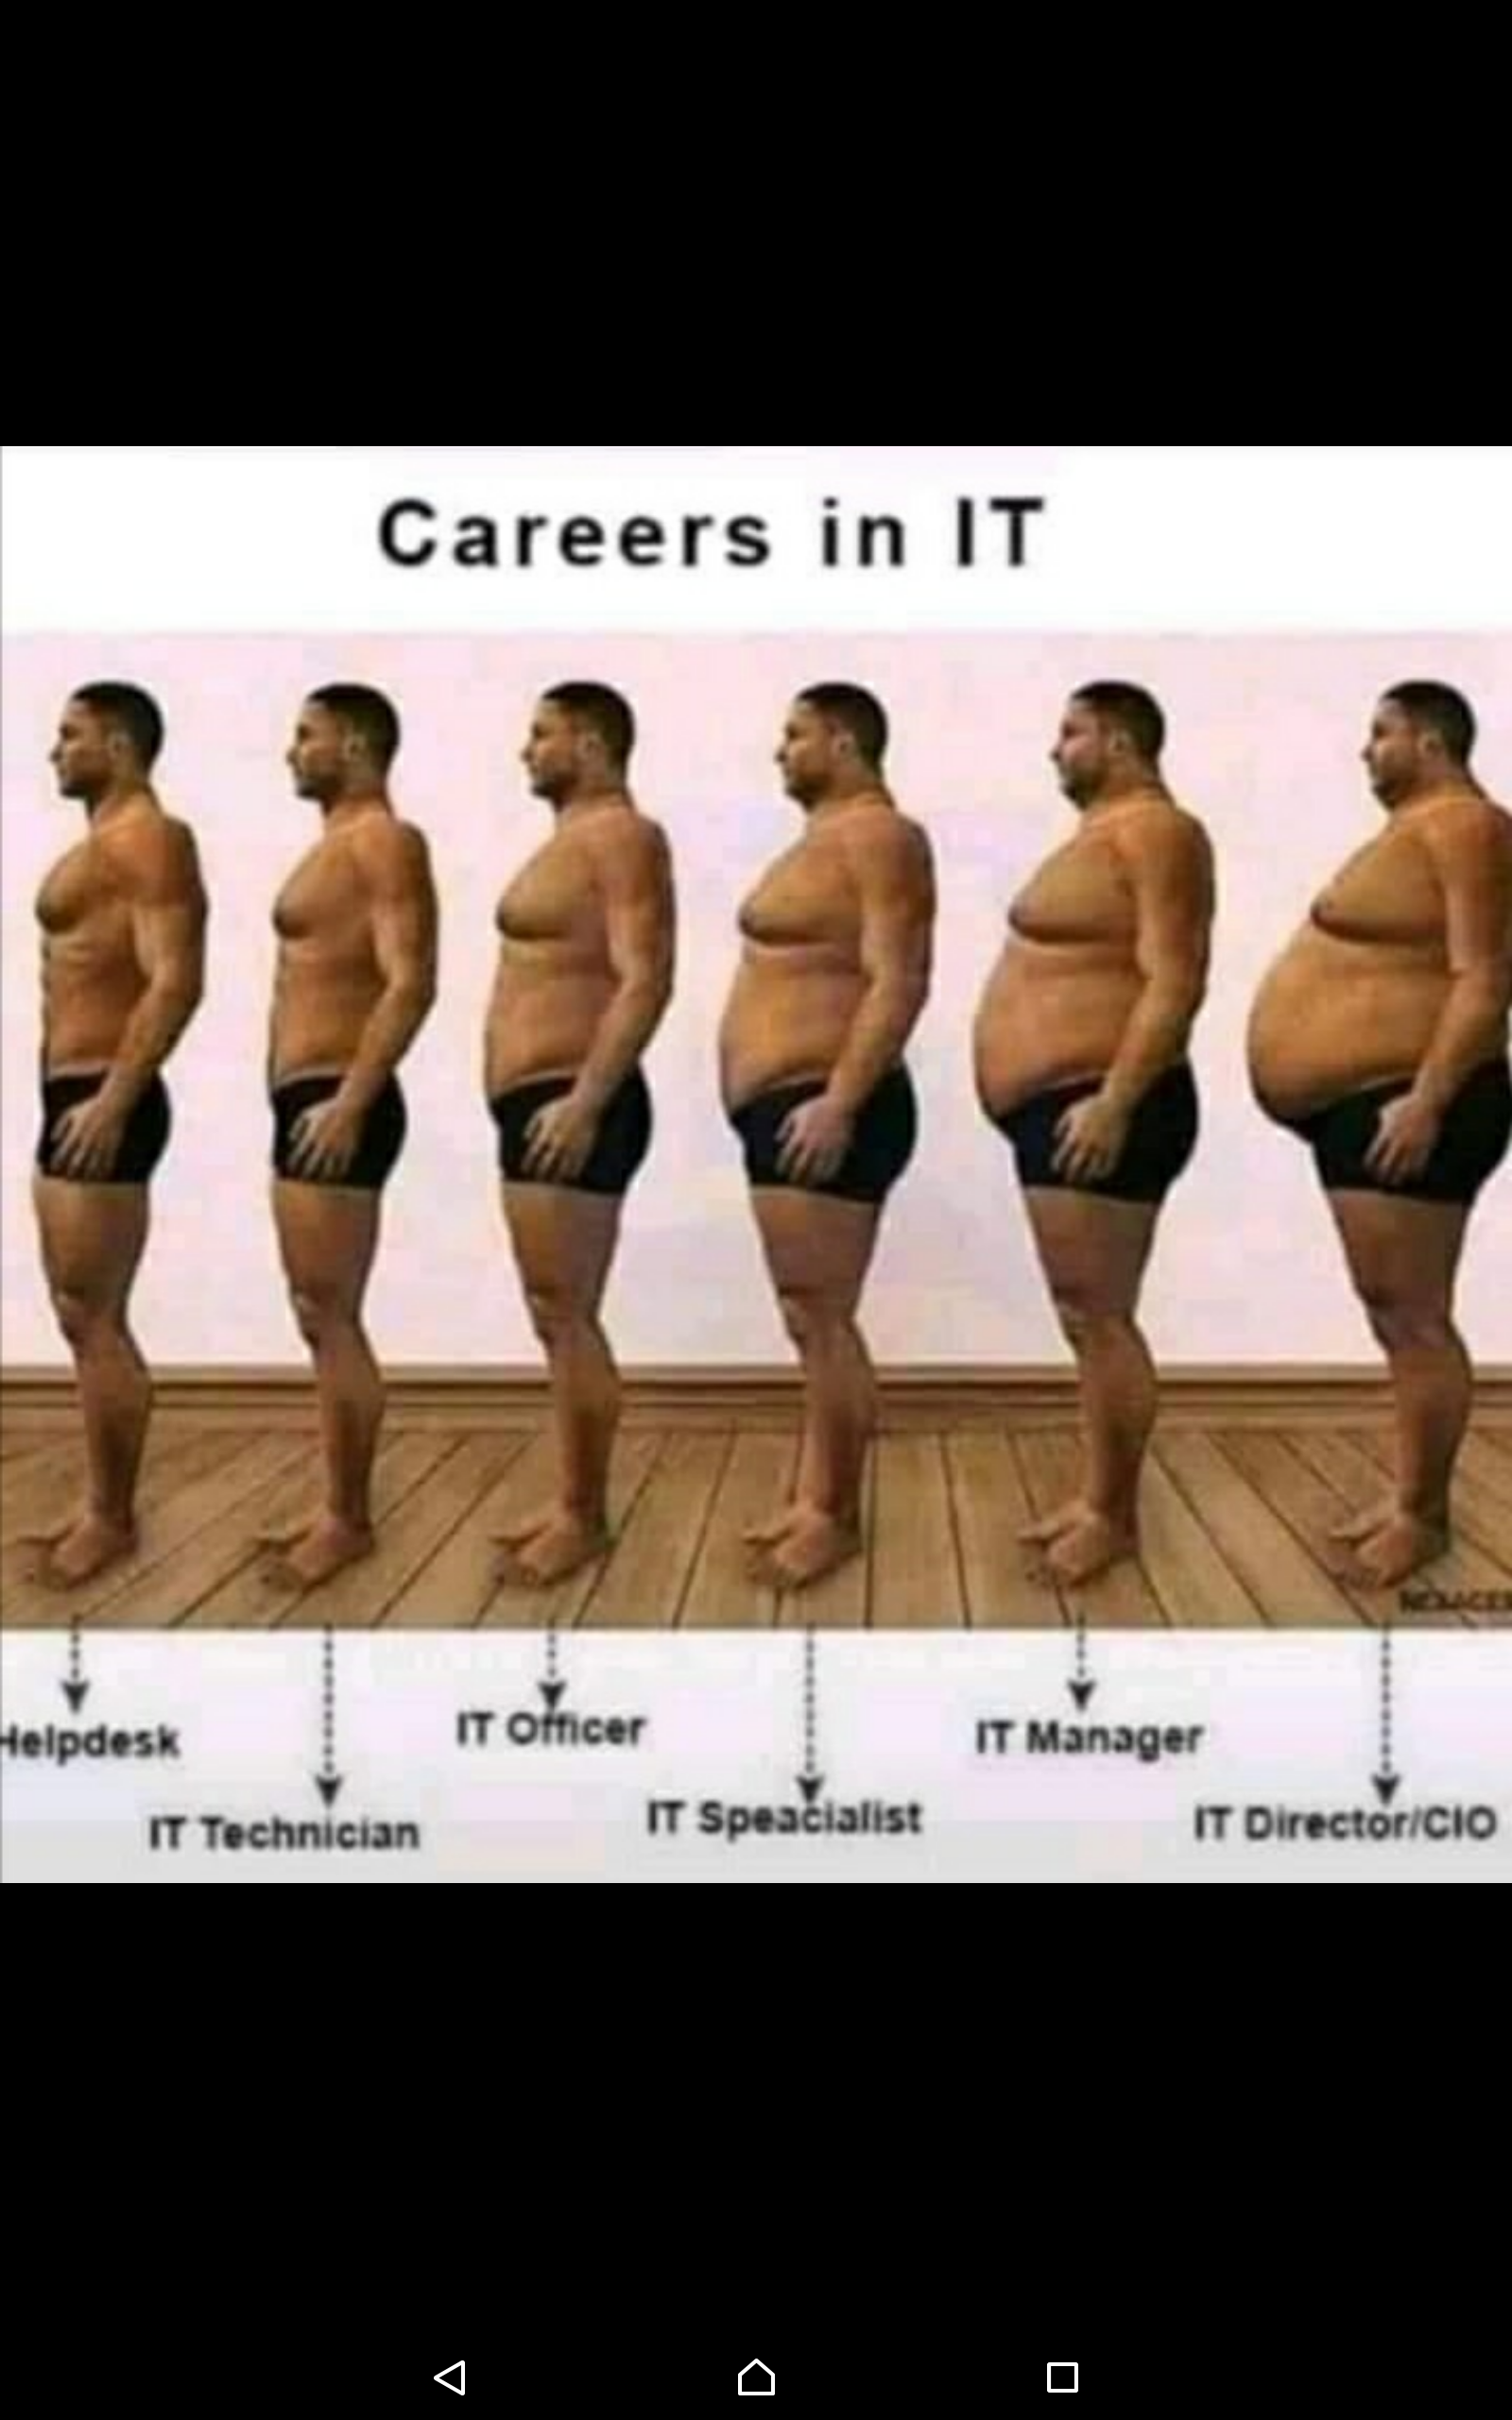 Careers in IT
Helpdesk
IT Technician
IT Officer
IT Speacialist
IT Manager
IT Director/CIO